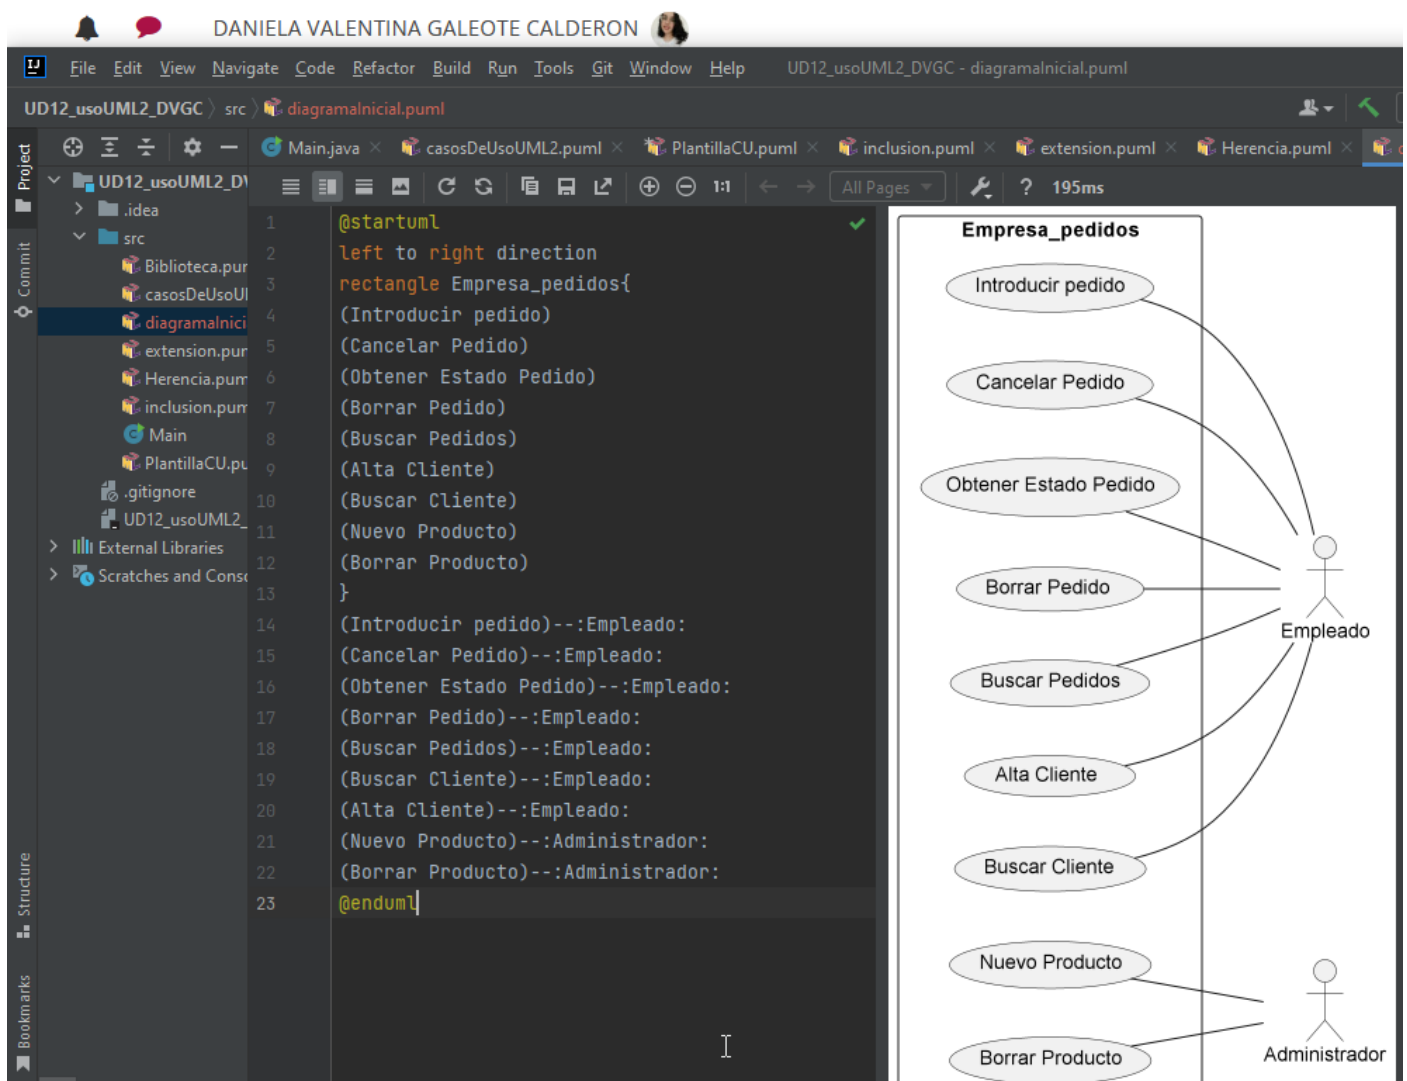 DANIELA VALENTINA GALEOTE CALDERON
IJ File Edit View Navigate Code Refactor Build Run Tools Git Window Help UD12_usoUML2_DVGC - diagramaInicial.puml
UD12_usoUML2_DVGC src diagramaInicial.puml
Main.java casosDeUsoUML2.puml PlantillaCU.puml inclusion.puml extension.puml Herencia.puml
1:1 All Pages ? 195ms
Project
Commit
Structure
Bookmarks
UD12_usoUML2_DV
.idea
src
Biblioteca.pum
casosDeUsoUM
diagramaInici
extension.pum
Herencia.pum
inclusion.pum
Main
PlantillaCU.pu
.gitignore
UD12_usoUML2_
External Libraries
Scratches and Conso
1 @startuml
2 left to right direction
3 rectangle Empresa_pedidos{
4 (Introducir pedido)
5 (Cancelar Pedido)
6 (Obtener Estado Pedido)
7 (Borrar Pedido)
8 (Buscar Pedidos)
9 (Alta Cliente)
10 (Buscar Cliente)
11 (Nuevo Producto)
12 (Borrar Producto)
13 }
14 (Introducir pedido)--:Empleado:
15 (Cancelar Pedido)--:Empleado:
16 (Obtener Estado Pedido)--:Empleado:
17 (Borrar Pedido)--:Empleado:
18 (Buscar Pedidos)--:Empleado:
19 (Buscar Cliente)--:Empleado:
20 (Alta Cliente)--:Empleado:
21 (Nuevo Producto)--:Administrador:
22 (Borrar Producto)--:Administrador:
23 @enduml
Empresa_pedidos
Introducir pedido
Cancelar Pedido
Obtener Estado Pedido
Borrar Pedido
Empleado
Buscar Pedidos
Alta Cliente
Buscar Cliente
Nuevo Producto
Borrar Producto
Administrador